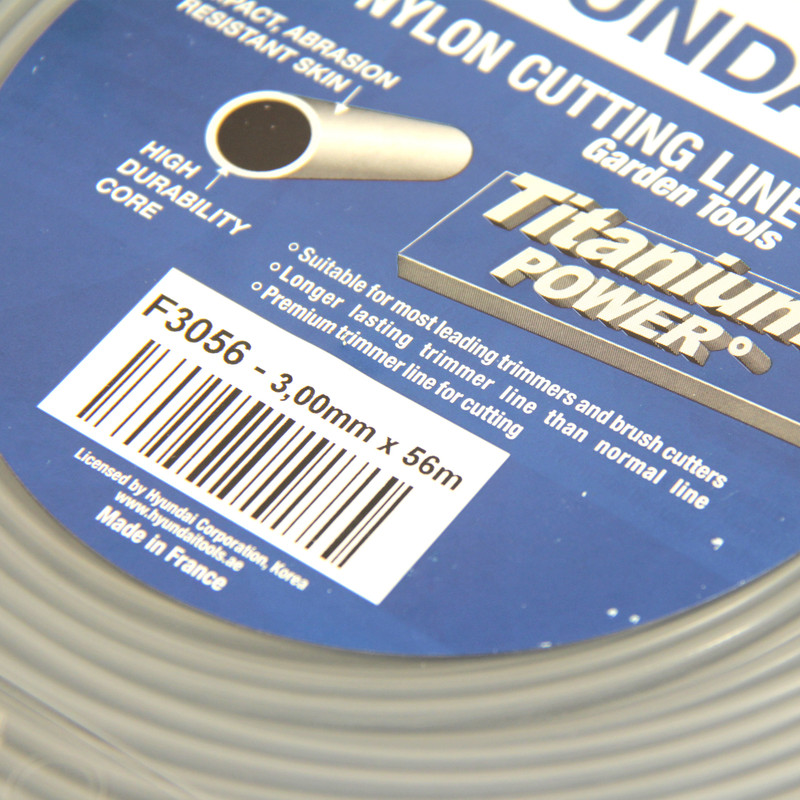 NYLON CUTTING LINE
Garden Tools
ABRASION
RESISTANT SKIN
HIGH
DURABILITY
CORE
Titanium
POWER
Suitable for most leading trimmers and brush cutters
Longer lasting trimmer line than normal line
Premium trimmer line for cutting
F3056 - 3,00mm x 56m
Licensed by Hyundai Corporation, Korea
www.hyundaitools.ae
Made in France